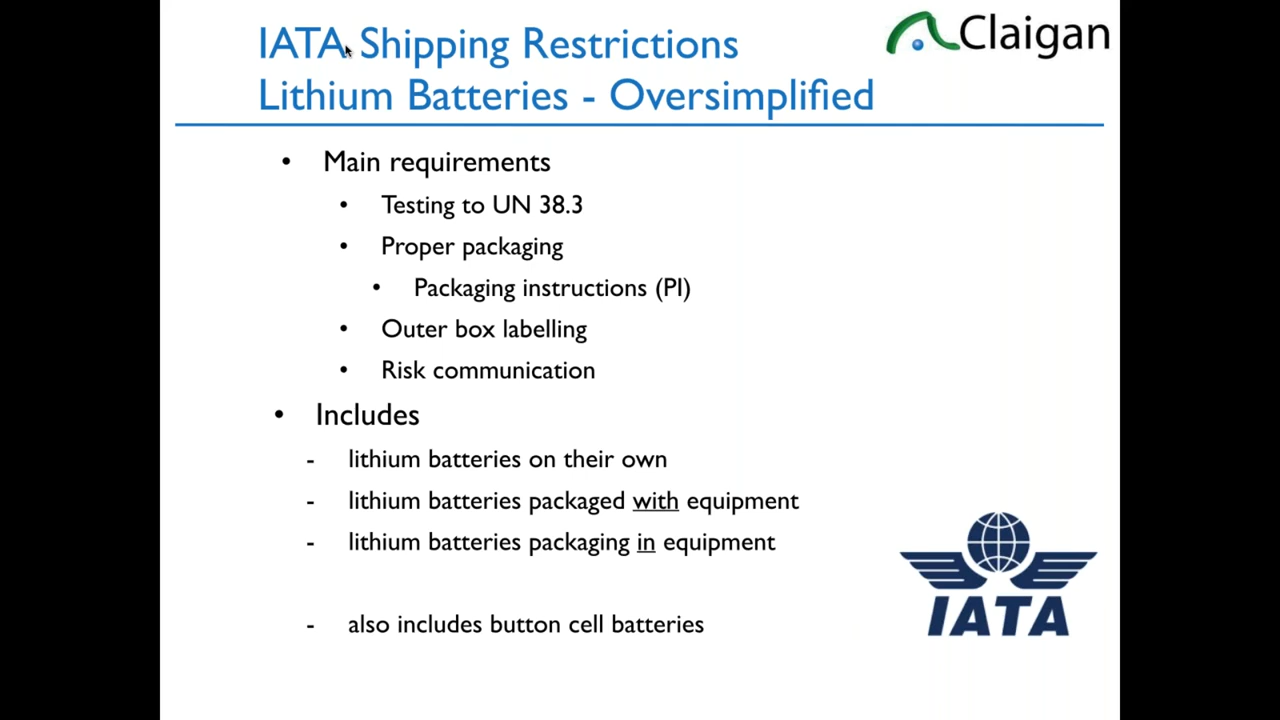 IATA Shipping Restrictions
Claigan
Lithium Batteries - Oversimplified
• Main requirements
• Testing to UN 38.3
• Proper packaging
• Packaging instructions (PI)
• Outer box labelling
• Risk communication
• Includes
- lithium batteries on their own
- lithium batteries packaged with equipment
- lithium batteries packaging in equipment
- also includes button cell batteries
IATA